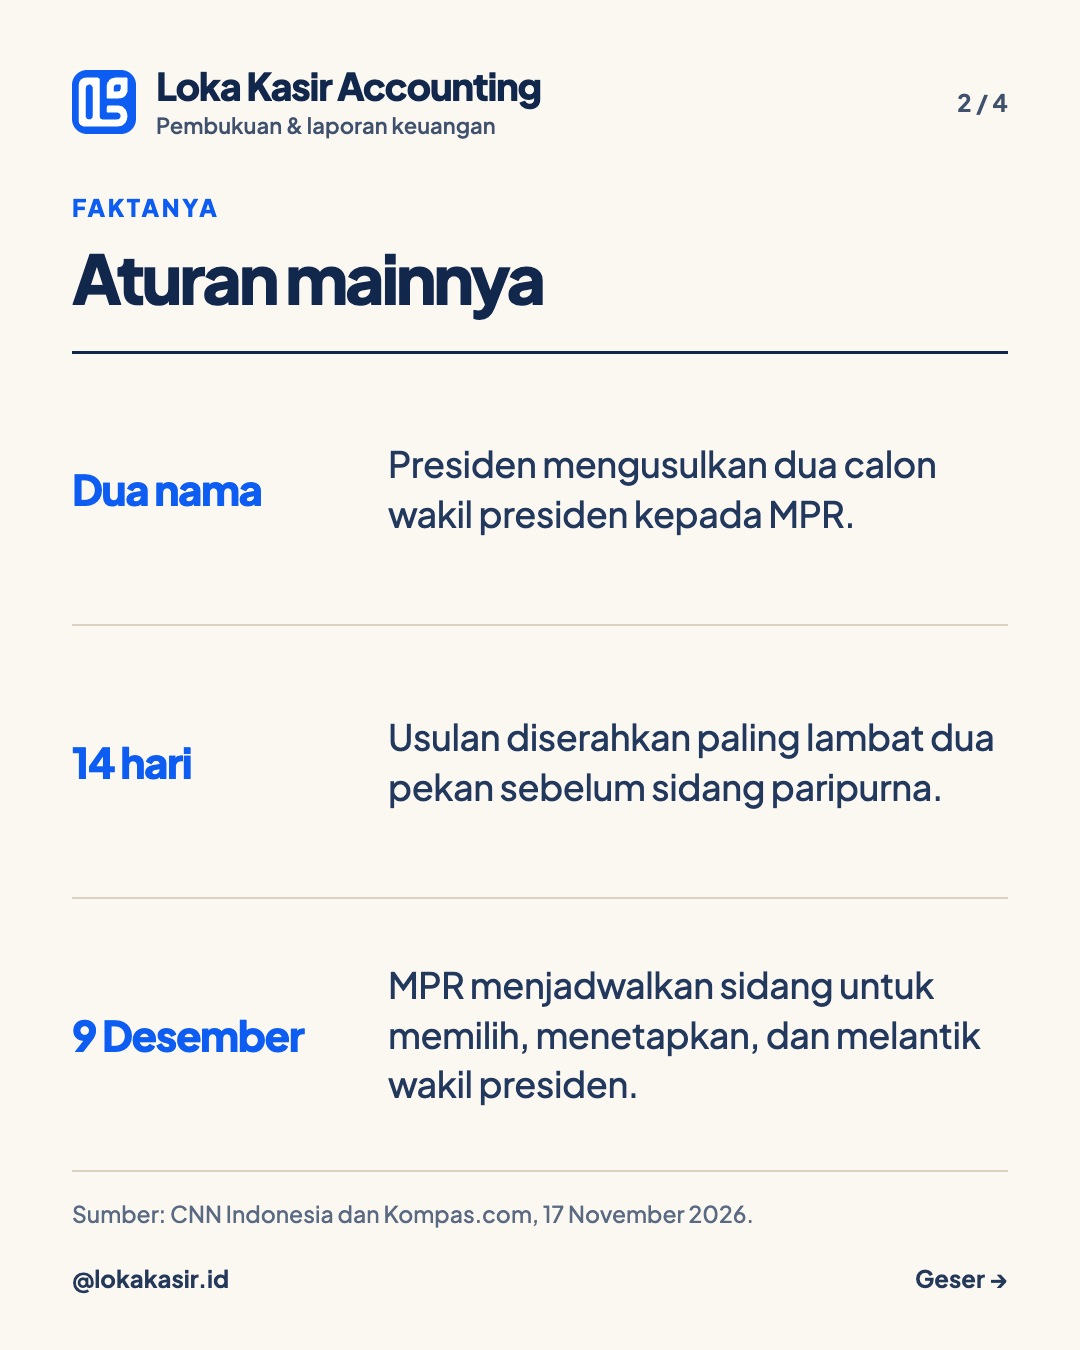 Loka Kasir Accounting
Pembukuan & laporan keuangan
2 / 4
FAKTANYA
Aturan mainnya
Dua nama
Presiden mengusulkan dua calon
wakil presiden kepada MPR.
14 hari
Usulan diserahkan paling lambat dua
pekan sebelum sidang paripurna.
9 Desember
MPR menjadwalkan sidang untuk
memilih, menetapkan, dan melantik
wakil presiden.
Sumber: CNN Indonesia dan Kompas.com, 17 November 2026.
@lokakasir.id
Geser →